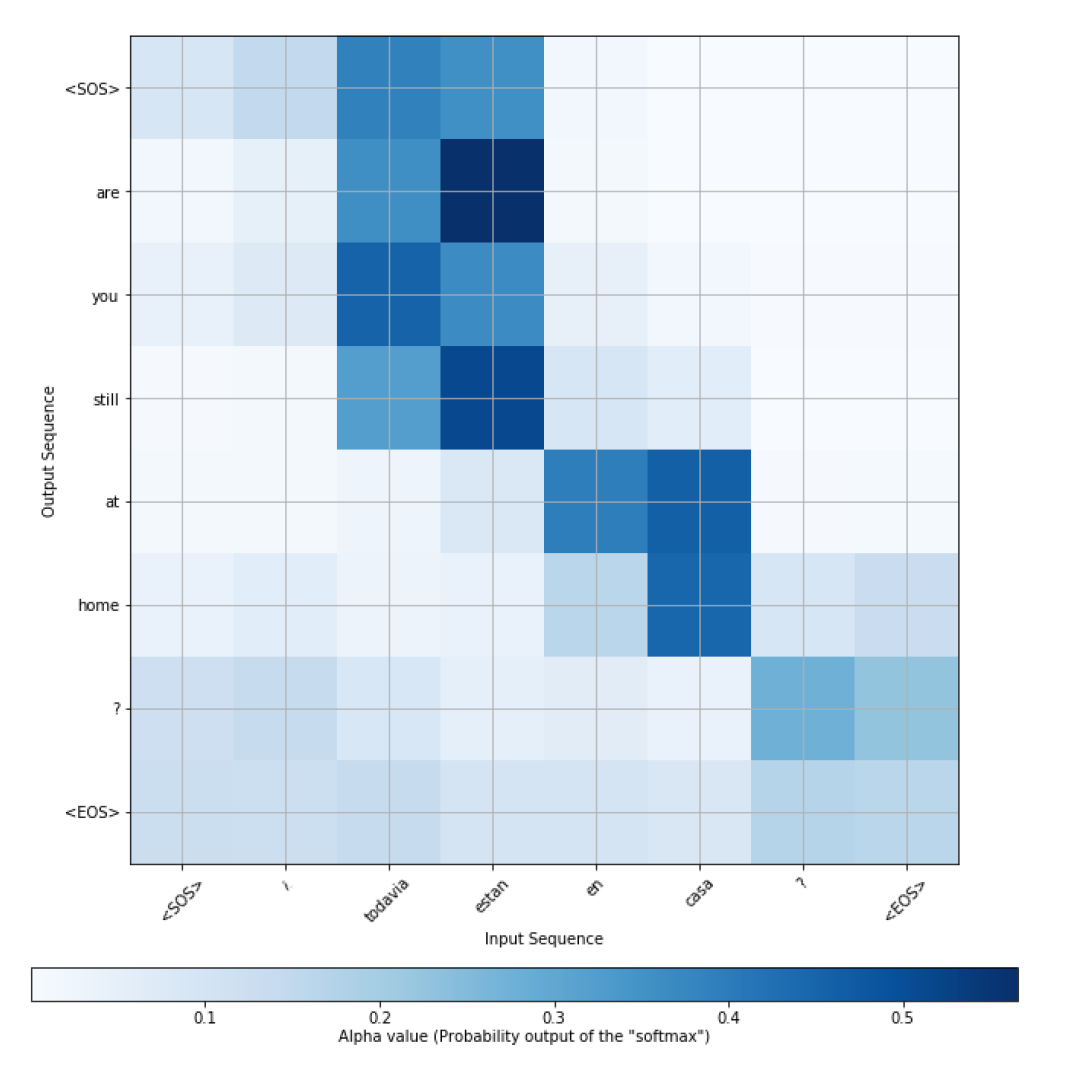 <SOS>
are
you
still
at
home
?
<EOS>
Output Sequence
<SOS>
¿
todavia
estan
en
casa
?
<EOS>
Input Sequence
0.1
0.2
0.3
0.4
0.5
Alpha value (Probability output of the "softmax")